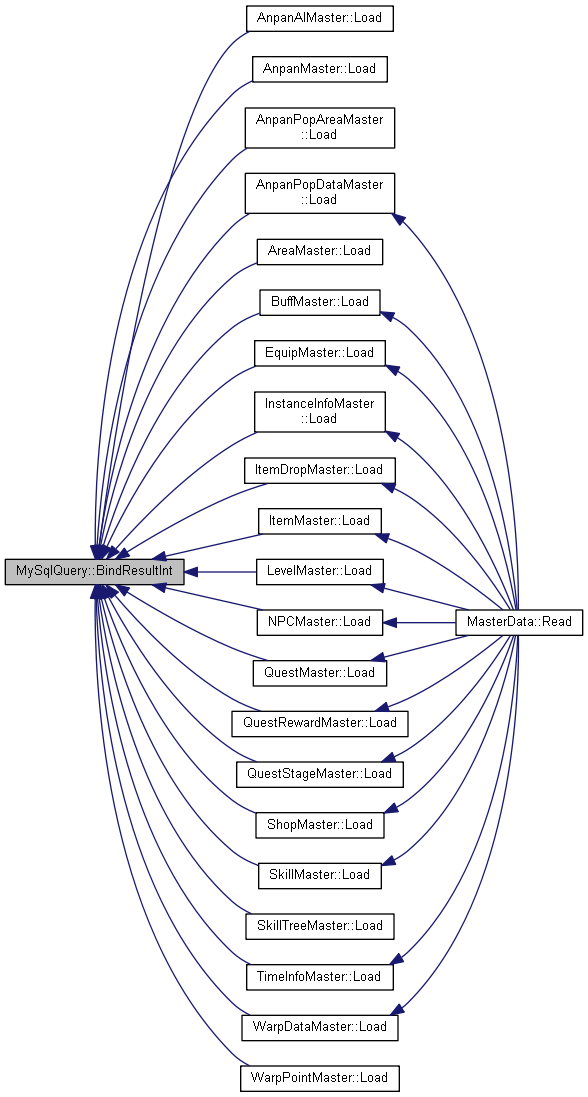 AnpanAIMaster::Load
AnpanMaster::Load
AnpanPopAreaMaster
::Load
AnpanPopDataMaster
::Load
AreaMaster::Load
BuffMaster::Load
EquipMaster::Load
InstanceInfoMaster
::Load
ItemDropMaster::Load
ItemMaster::Load
MySqlQuery::BindResultInt
LevelMaster::Load
NPCMaster::Load
MasterData::Read
QuestMaster::Load
QuestRewardMaster::Load
QuestStageMaster::Load
ShopMaster::Load
SkillMaster::Load
SkillTreeMaster::Load
TimeInfoMaster::Load
WarpDataMaster::Load
WarpPointMaster::Load